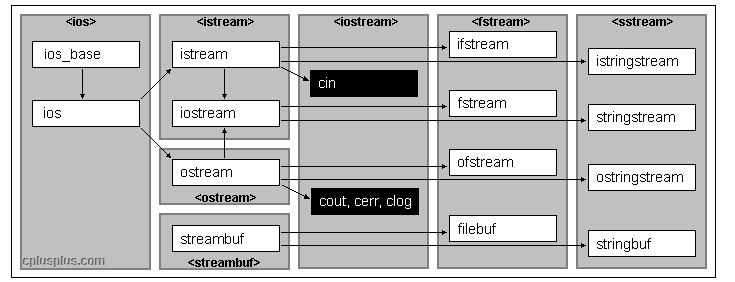 <ios>
<istream>
<iostream>
<fstream>
<sstream>
ios_base
istream
ifstream
istringstream
cin
ios
iostream
fstream
stringstream
ostream
ofstream
ostringstream
<ostream>
cout, cerr, clog
streambuf
filebuf
stringbuf
cplusplus.com
<streambuf>